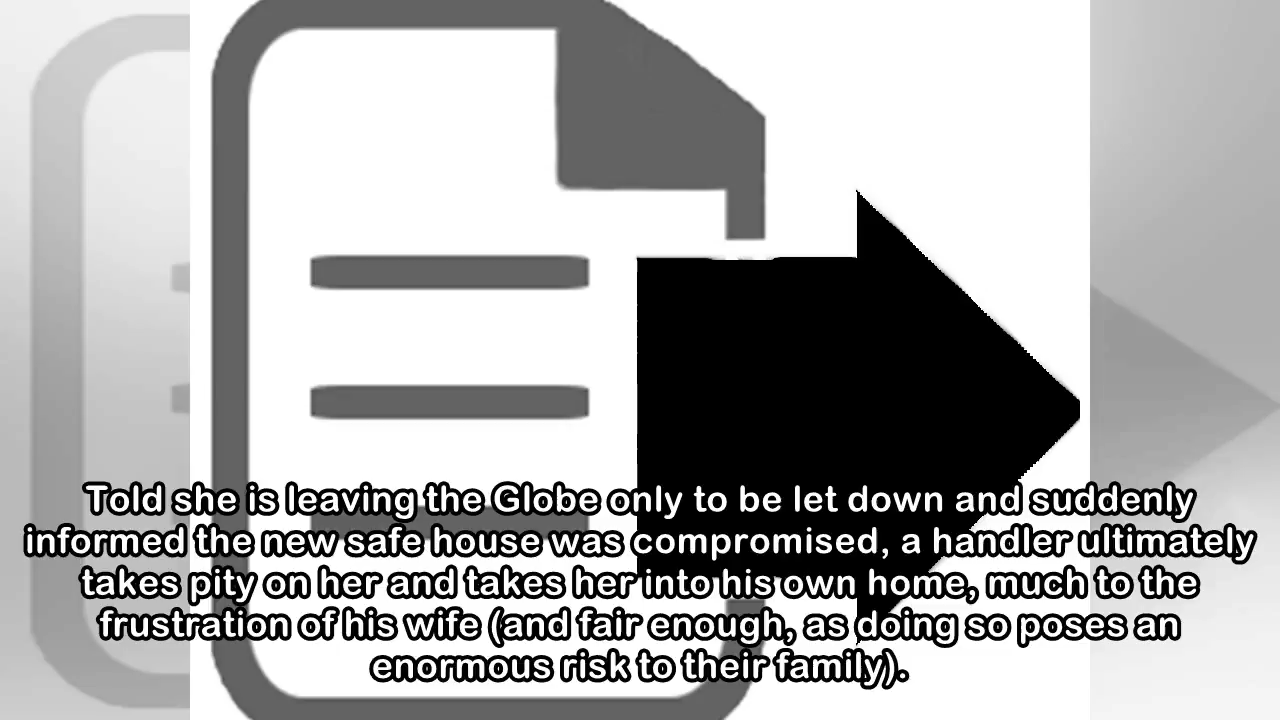 Told she is leaving the Globe only to be let down and suddenly
informed the new safe house was compromised, a handler ultimately
takes pity on her and takes her into his own home, much to the
frustration of his wife (and fair enough, as doing so poses an
enormous risk to their family).